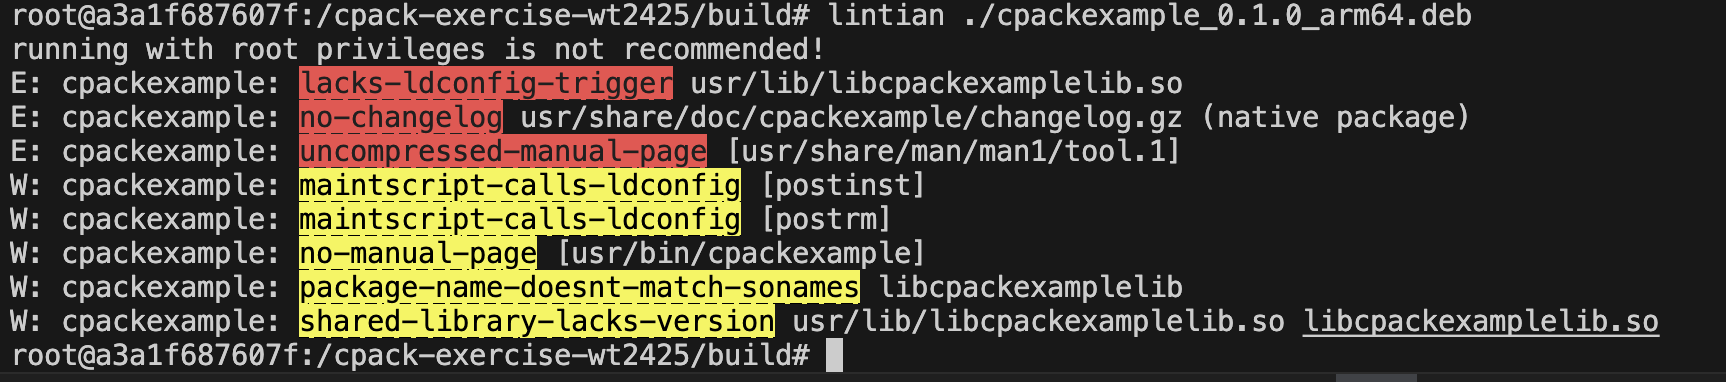 root@a3a1f687607f:/cpack-exercise-wt2425/build# lintian ./cpackexample_0.1.0_arm64.deb
running with root privileges is not recommended!
E: cpackexample: lacks-ldconfig-trigger usr/lib/libcpackexamplelib.so
E: cpackexample: no-changelog usr/share/doc/cpackexample/changelog.gz (native package)
E: cpackexample: uncompressed-manual-page [usr/share/man/man1/tool.1]
W: cpackexample: maintscript-calls-ldconfig [postinst]
W: cpackexample: maintscript-calls-ldconfig [postrm]
W: cpackexample: no-manual-page [usr/bin/cpackexample]
W: cpackexample: package-name-doesnt-match-sonames libcpackexamplelib
W: cpackexample: shared-library-lacks-version usr/lib/libcpackexamplelib.so libcpackexamplelib.so
root@a3a1f687607f:/cpack-exercise-wt2425/build#